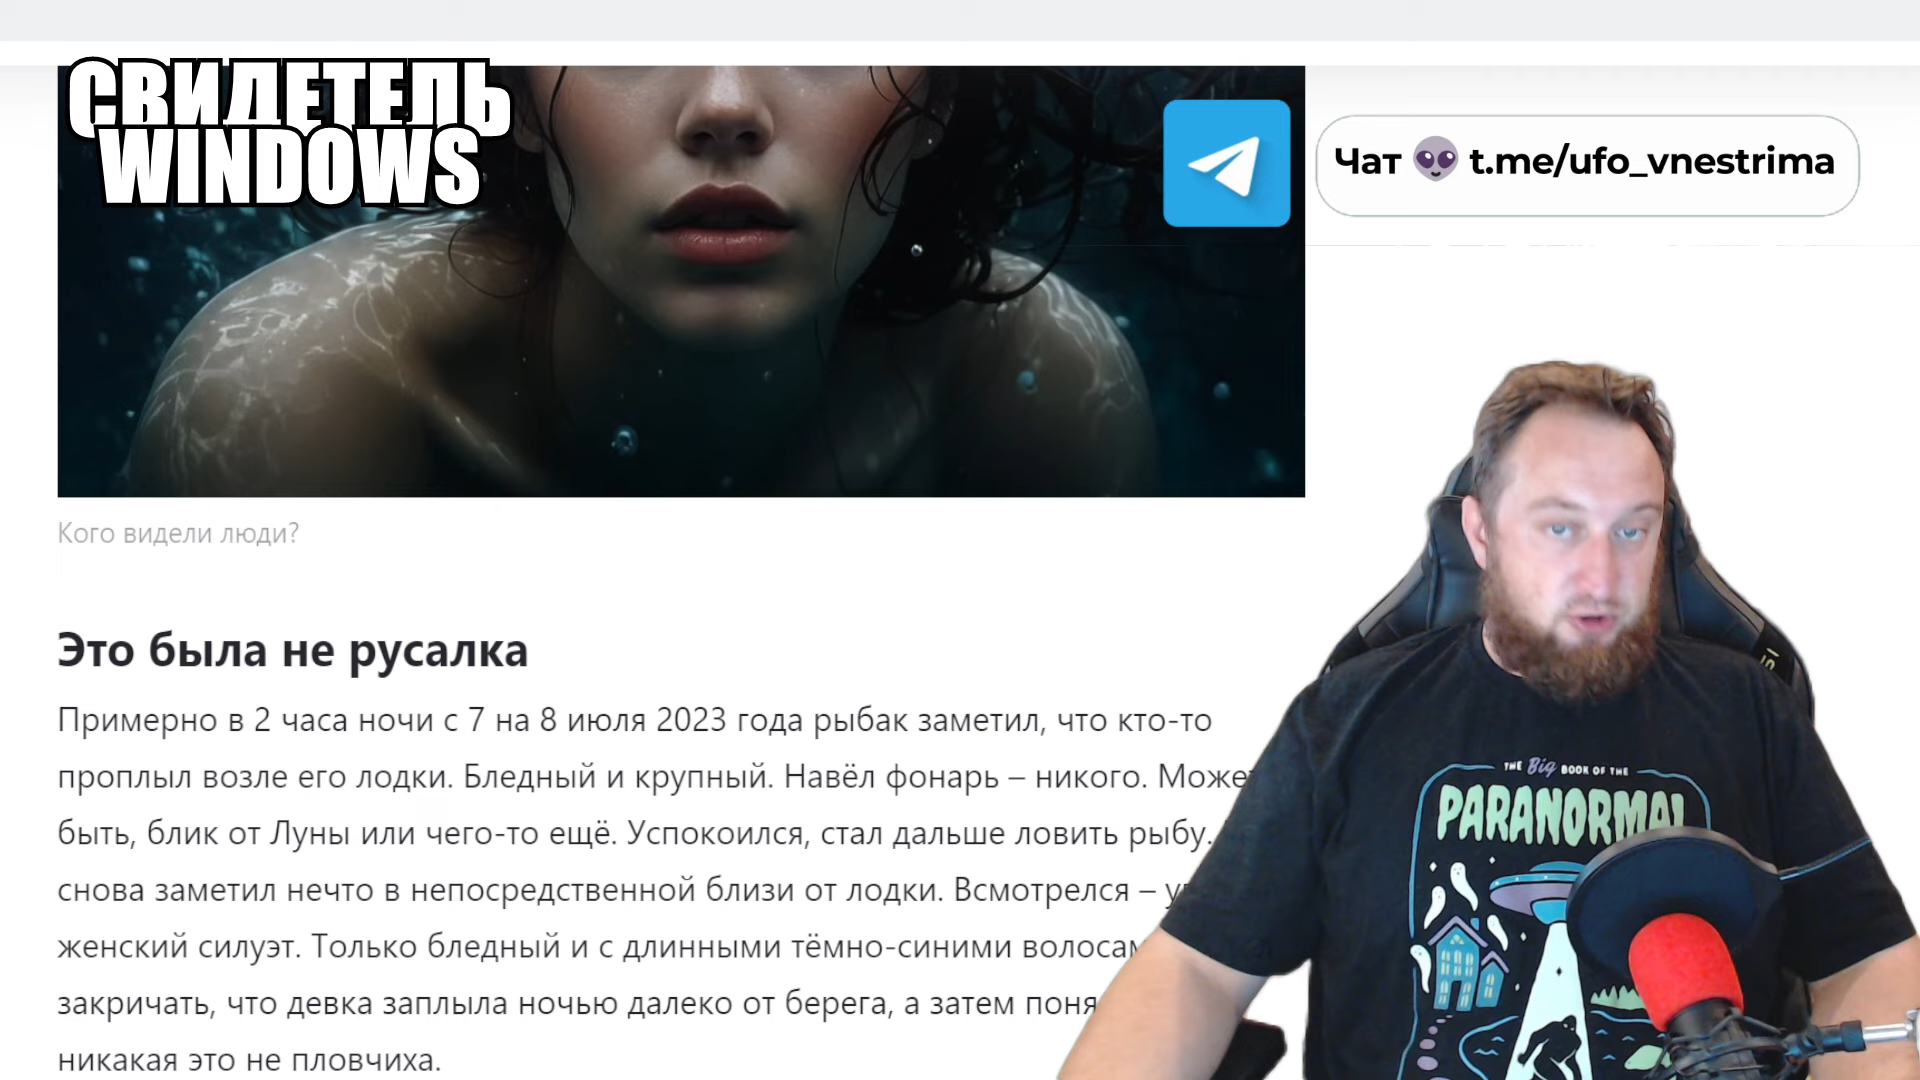 СВИДЕТЕЛЬ
WINDOWS
Чат t.me/ufo_vnestrima
Кого видели люди?
Это была не русалка
Примерно в 2 часа ночи с 7 на 8 июля 2023 года рыбак заметил, что кто-то
проплыл возле его лодки. Бледный и крупный. Навёл фонарь – никого.
быть, блик от Луны или чего-то ещё. Успокоился, стал дальше ловить рыбу.
снова заметил нечто в непосредственной близи от лодки. Всмотрелся –
женский силуэт. Только бледный и с длинными тёмно-синими
закричать, что девка заплыла ночью далеко от берега, а затем
никакая это не пловчиха.
THE Big BOOK OF THE
PARANORMAL